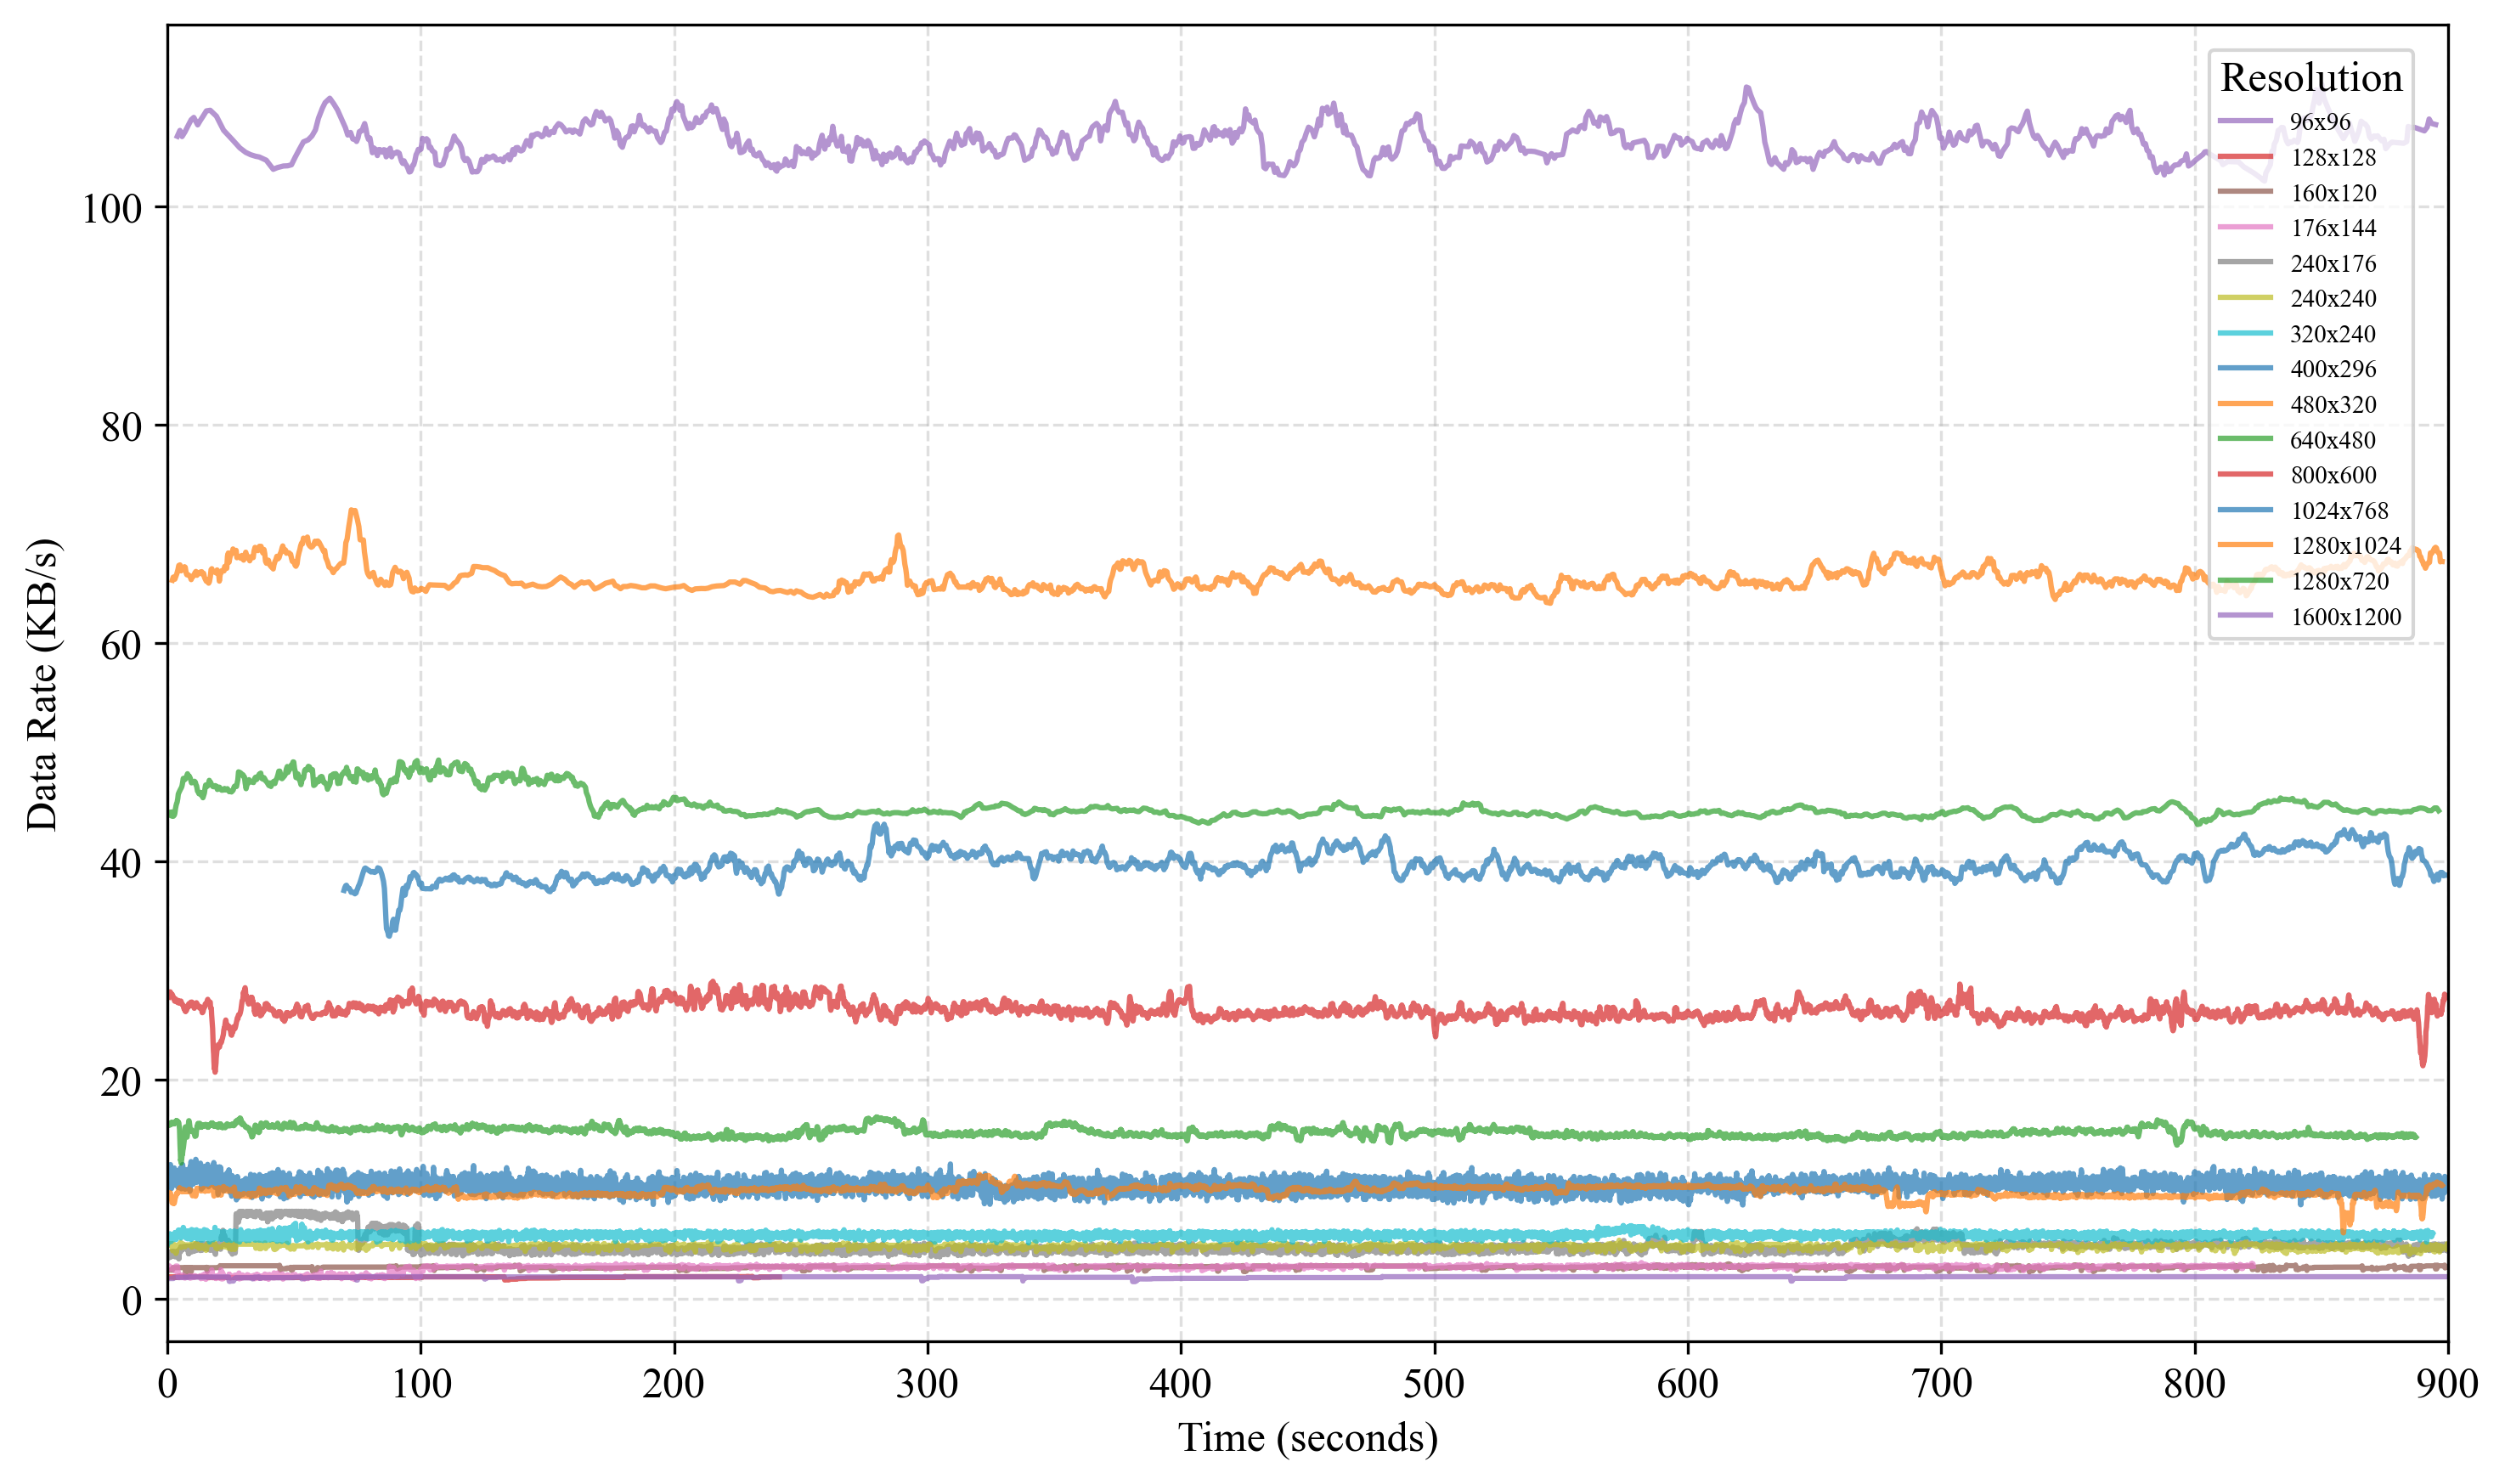 Resolution
96x96
128x128
160x120
176x144
240x176
240x240
320x240
400x296
480x320
640x480
800x600
1024x768
1280x1024
1280x720
1600x1200
Data Rate (KB/s)
100
80
60
40
20
0
0 100 200 300 400 500 600 700 800 900
Time (seconds)